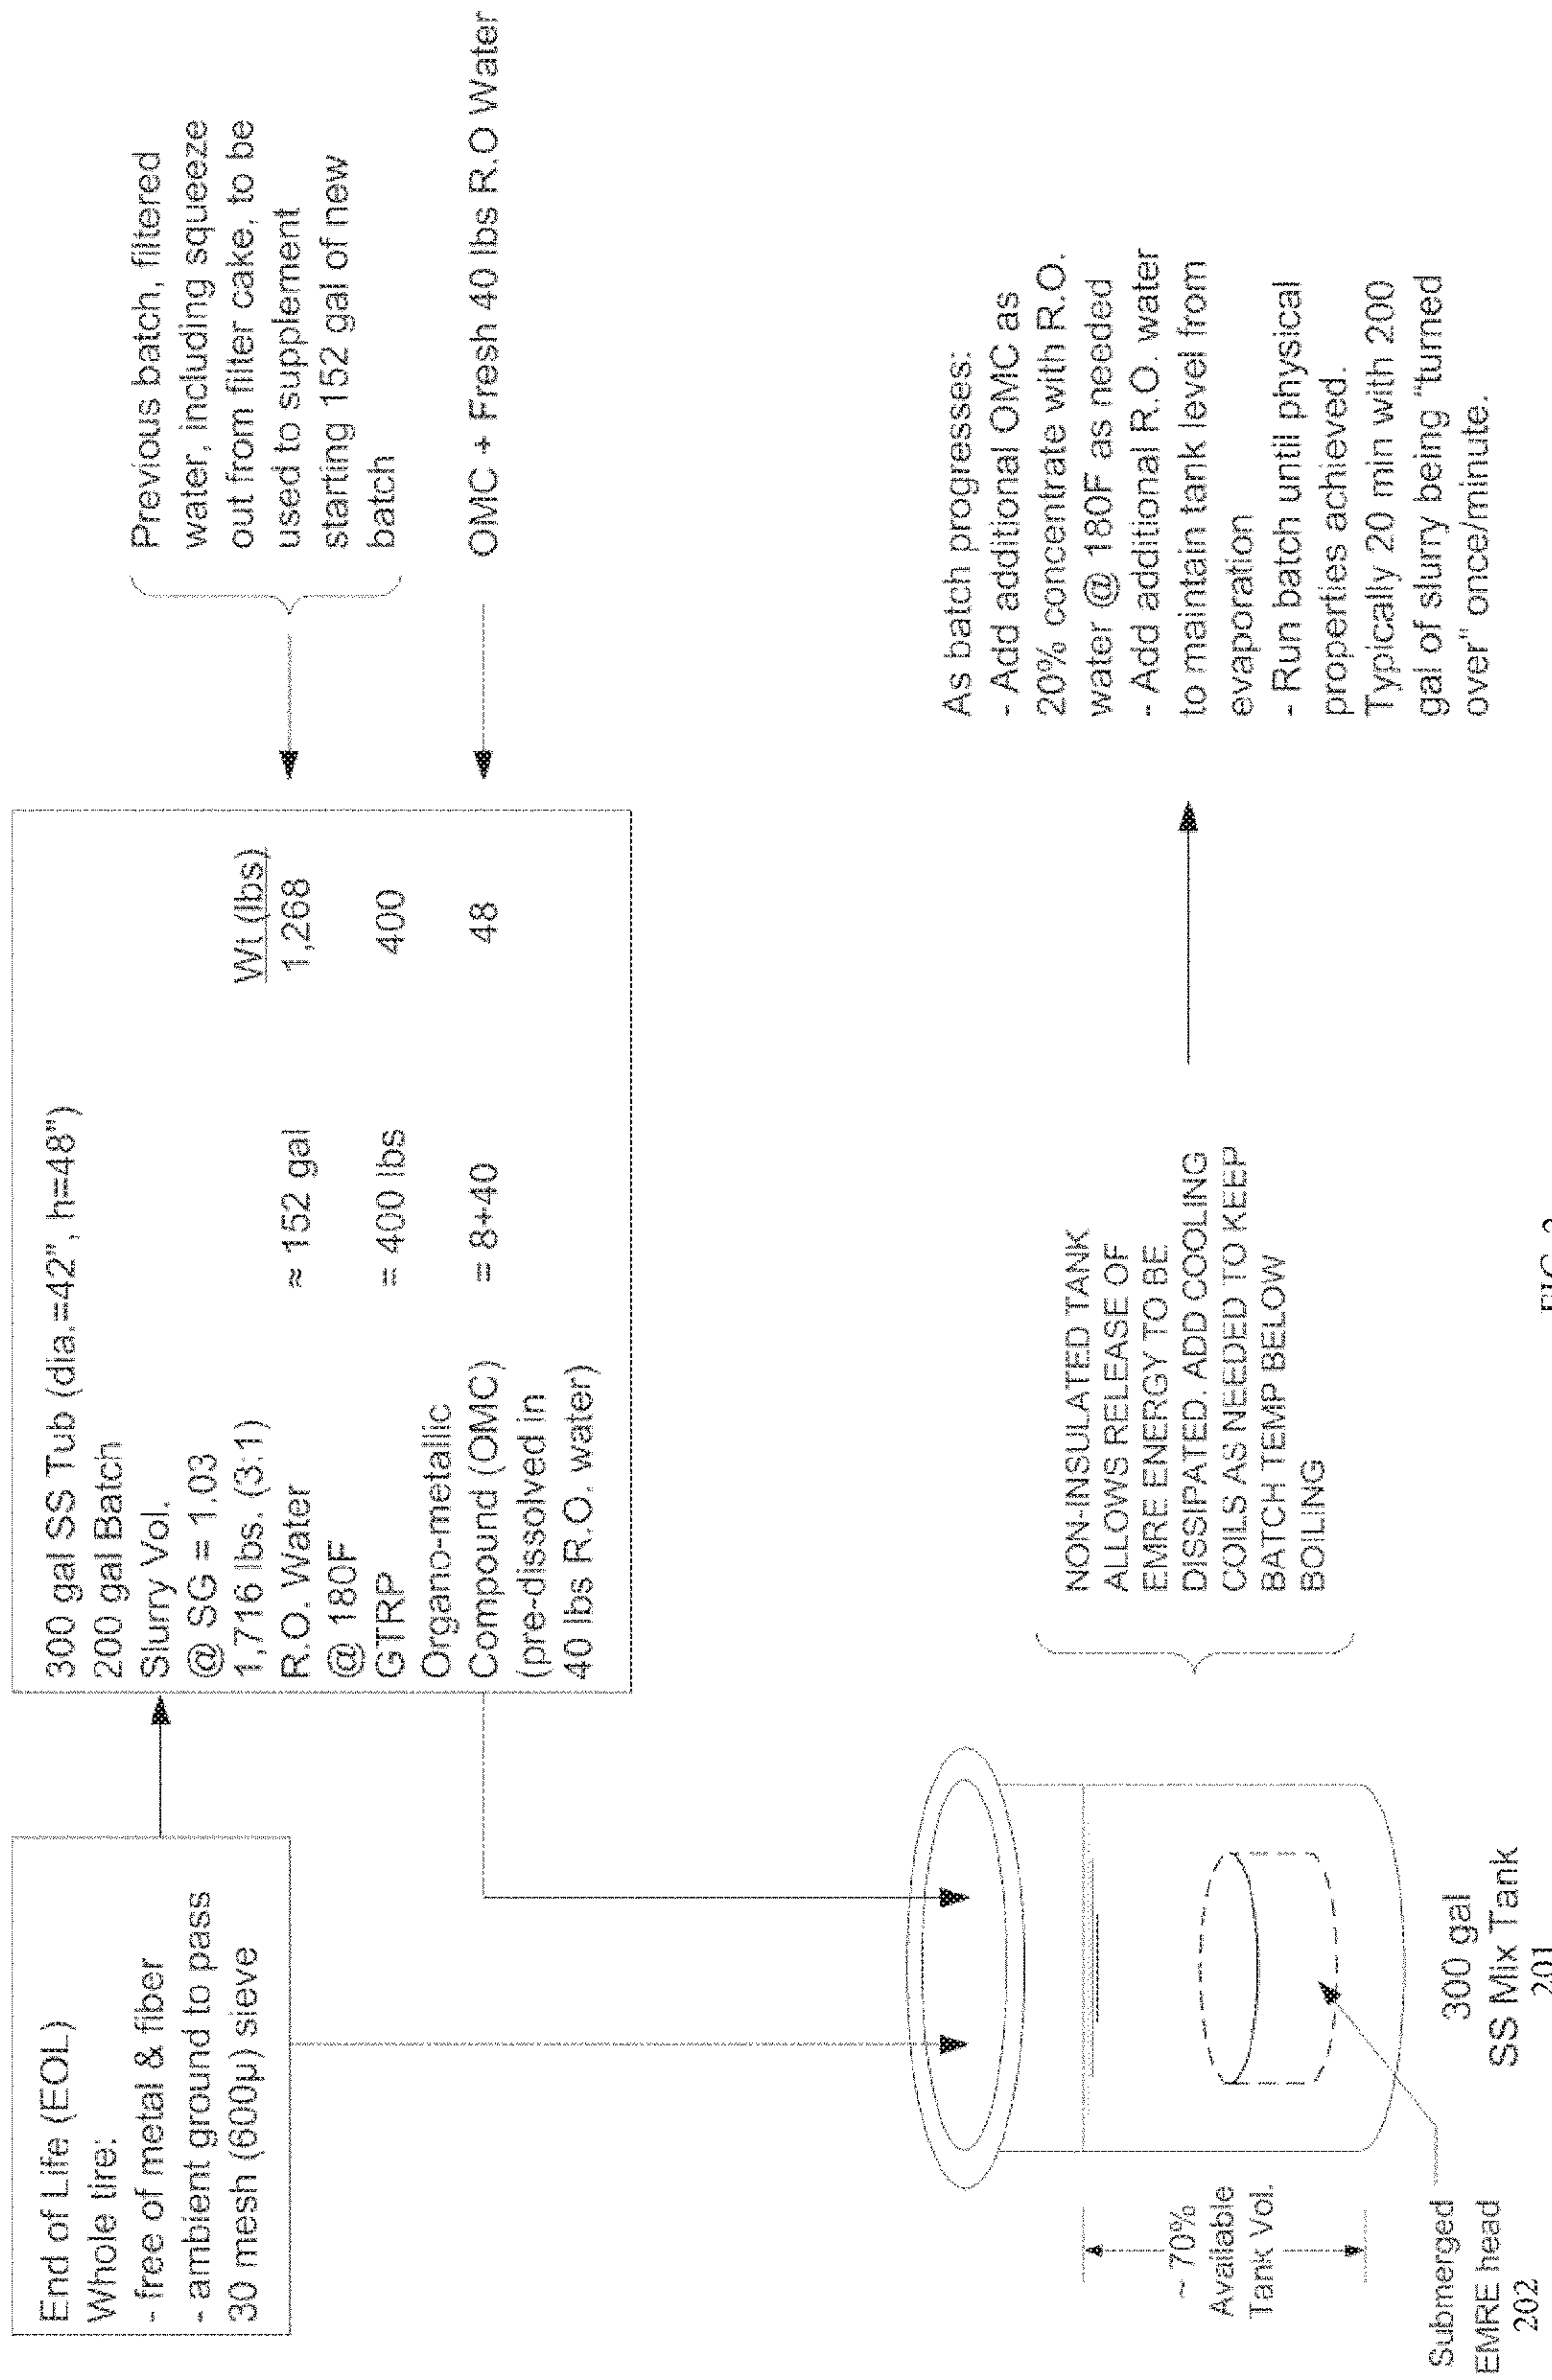 End of Life (EOL)
Whole tire:
- free of metal & fiber
- ambient ground to pass
30 mesh (600µ) sieve
300 gal SS Tub (dia.=42", h=48")
200 gal Batch
Slurry Vol.
@ SG = 1.03
1,716 lbs. (3:1) Wt (lbs)
R.O. Water ≈ 152 gal 1,268
@ 180F
GTRP = 400 lbs 400
Organo-metallic
Compound (OMC) = 8+40 48
(pre-dissolved in
40 lbs R.O. water)
Previous batch, filtered
water, including squeeze
out from filter cake, to be
used to supplement
starting 152 gal of new
batch
OMC + Fresh 40 lbs R.O Water
~ 70%
Available
Tank Vol.
Submerged
EMRE head
202
300 gal
SS Mix Tank
201
NON-INSULATED TANK
ALLOWS RELEASE OF
EMRE ENERGY TO BE
DISSIPATED. ADD COOLING
COILS AS NEEDED TO KEEP
BATCH TEMP BELOW
BOILING
As batch progresses:
- Add additional OMC as
20% concentrate with R.O.
water @ 180F as needed
- Add additional R.O. water
to maintain tank level from
evaporation
- Run batch until physical
properties achieved.
Typically 20 min with 200
gal of slurry being "turned
over" once/minute.